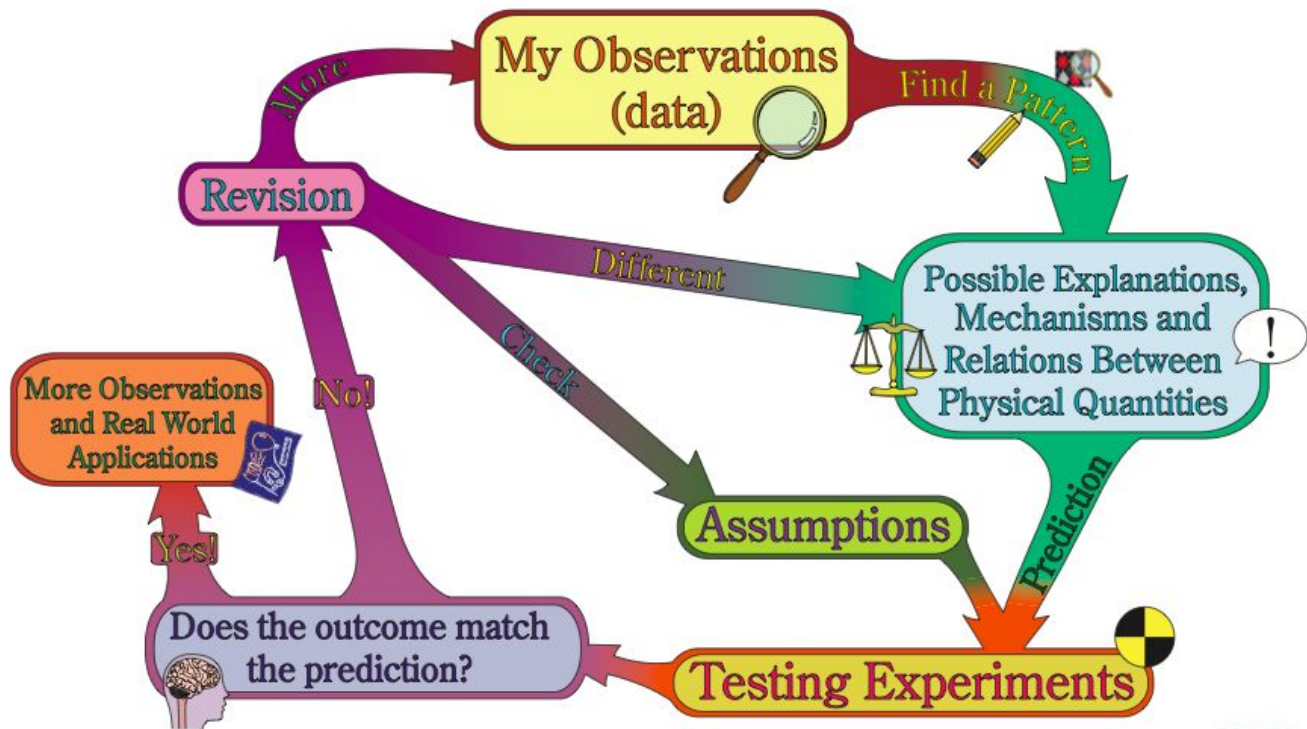 My Observations
(data)
More
Find a Pattern
Revision
Different
Possible Explanations,
Mechanisms and
Relations Between
Physical Quantities
!
Check
No!
More Observations
and Real World
Applications
Yes!
Assumptions
Prediction
Does the outcome match
the prediction?
Testing Experiments